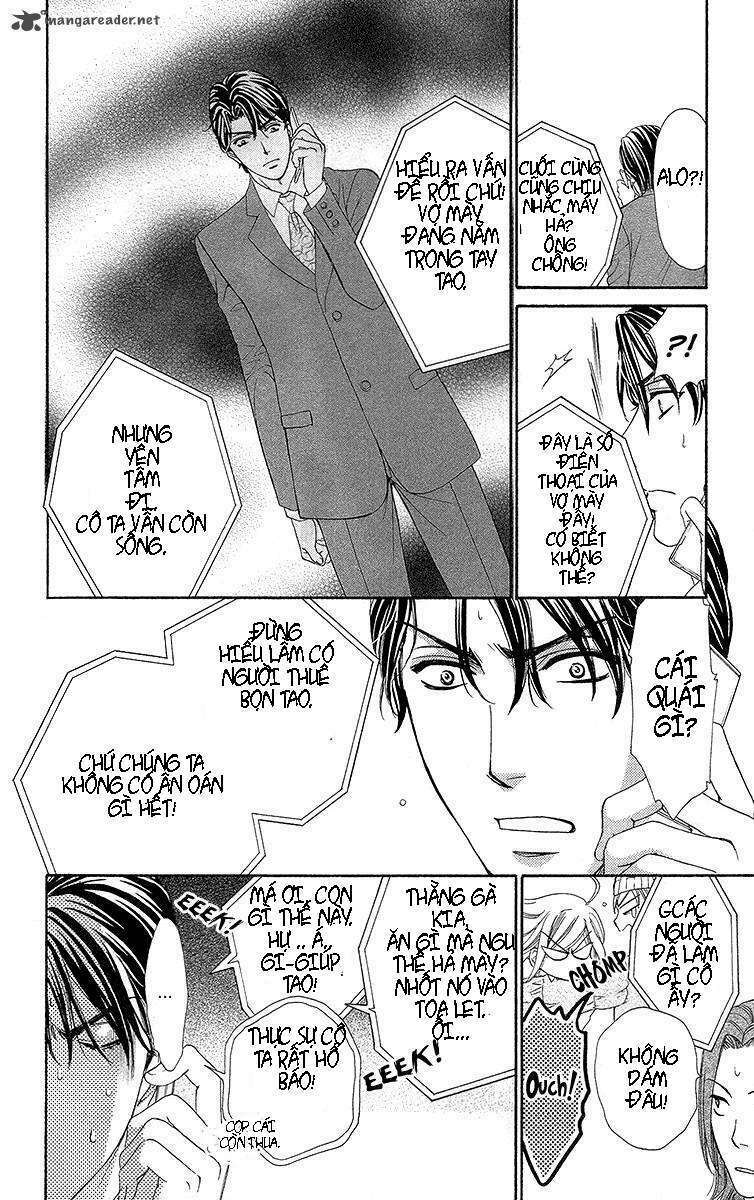 mangareader.net
ALO?!
CUỐI CÙNG
CŨNG CHỊU
NHẤC MÁY
HẢ?
ÔNG
CHỒNG!
HIỂU RA VẤN
ĐỀ RỒI CHỨ!
VỢ MÀY
ĐANG NẰM
TRONG TAY
TAO.
?!
ĐÂY LÀ SỐ
ĐIỆN
THOẠI CỦA
VỢ MÀY
ĐÂY!
CÓ BIẾT
KHÔNG
THẾ?
NHƯNG
YÊN
TÂM
ĐI,
CÔ TA VẪN CÒN
SỐNG.
CÁI
QUÁI
GÌ?
ĐỪNG
HIỂU LẦM CÓ
NGƯỜI THUÊ
BỌN TAO.
CHỨ CHÚNG TA
KHÔNG CÓ ÂN OÁN
GÌ HẾT!
GCÁC
NGƯỜI
ĐÃ LÀM
GÌ CÔ
ẤY?
CHOMP
KHÔNG
DÁM
ĐÂU!
Ouch!
THẰNG GÀ
KIA,
ĂN GÌ MÀ NGU
THẾ HẢ MÀY?
NHỐT NÓ VÀO
TOA LET.
ỐI...
MÁ ƠI, CON
GÌ THẾ NÀY.
HỰ .. Á,
GI-GIÚP
TAO!
EEEK!
THỰC SỰ CÔ
TA RẤT HỔ
BÁO!
EEEK!
CỌP CÁI
CÒN THUA.
...